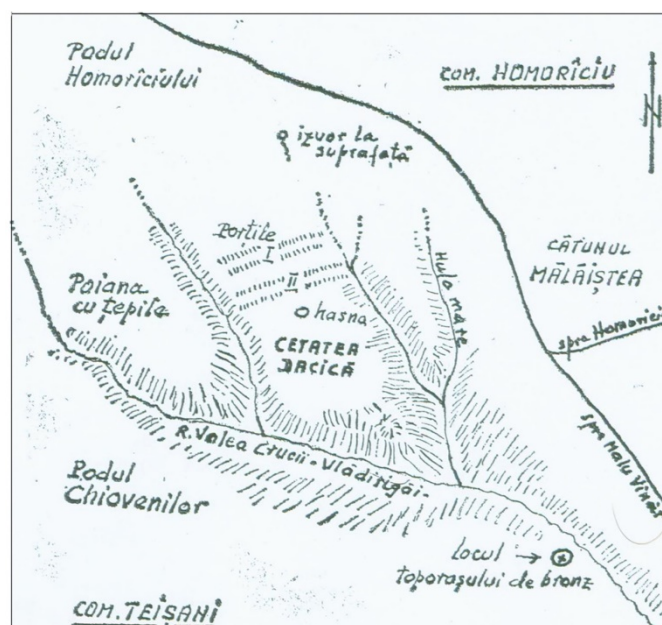 Podul
Homoriciului
COM. HOMORÎCIU
N
izvor la
suprafață
Porțile
I
II
CĂTUNUL
MĂLĂIȘTEA
Hula mare
Poiana
cu țepile
hasna
CETATEA
DACICĂ
spre Homorici
spre Malu Vînăt
R. Valea Crucii - Vlădițigăi -
Podul
Chiovenilor
Locul →
toporașului de bronz
COM. TEIȘANI